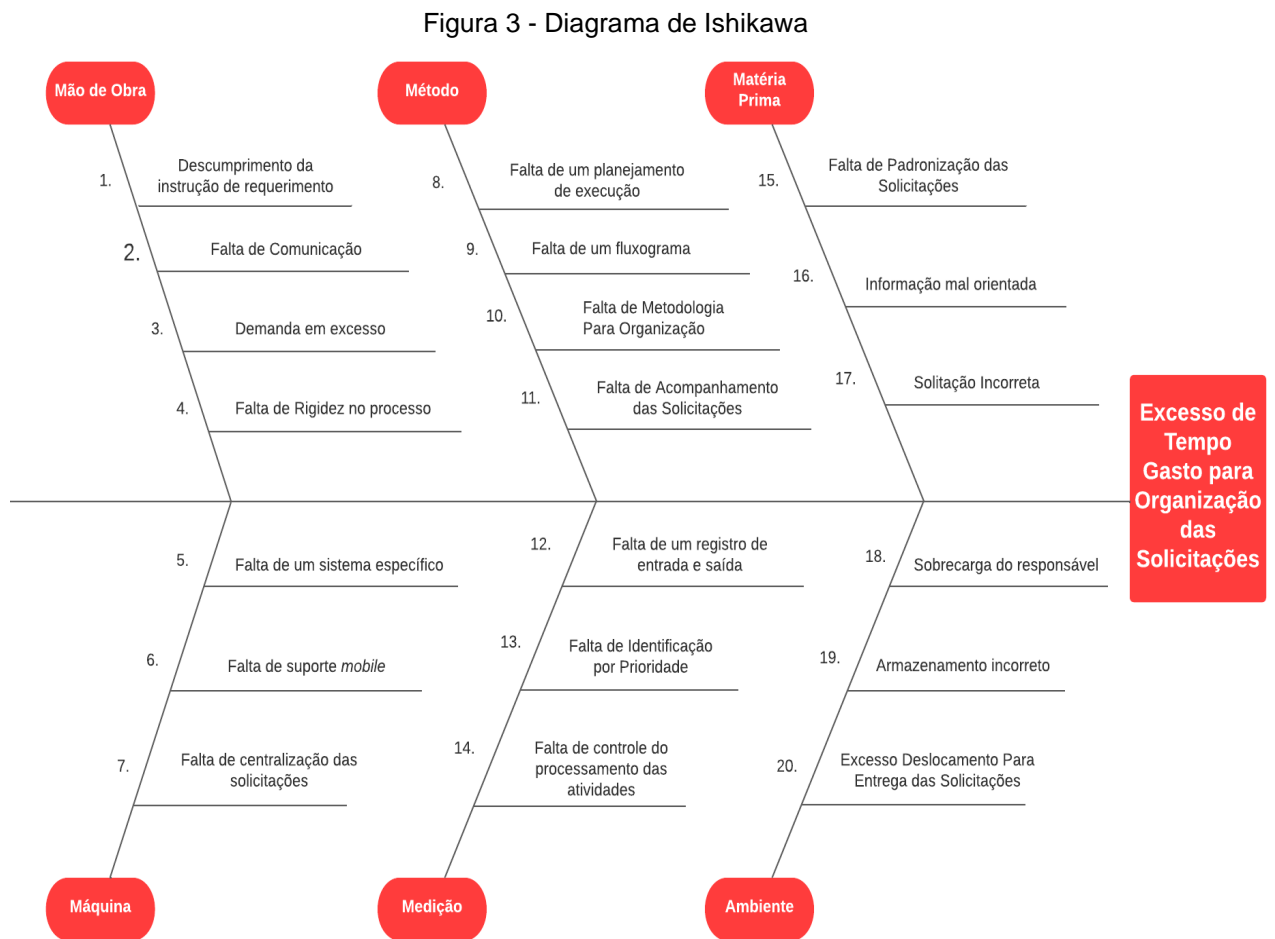 Figura 3 - Diagrama de Ishikawa
Mão de Obra
1.
Descumprimento da
instrução de requerimento
2.
Falta de Comunicação
3.
Demanda em excesso
4.
Falta de Rigidez no processo
Método
8.
Falta de um planejamento
de execução
9.
Falta de um fluxograma
10.
Falta de Metodologia
Para Organização
11.
Falta de Acompanhamento
das Solicitações
Matéria
Prima
15.
Falta de Padronização das
Solicitações
16.
Informação mal orientada
17.
Solitação Incorreta
Excesso de
Tempo
Gasto para
Organização
das
Solicitações
5.
Falta de um sistema específico
6.
Falta de suporte mobile
7.
Falta de centralização das
solicitações
Máquina
12.
Falta de um registro de
entrada e saída
13.
Falta de Identificação
por Prioridade
14.
Falta de controle do
processamento das
atividades
Medição
18.
Sobrecarga do responsável
19.
Armazenamento incorreto
20.
Excesso Deslocamento Para
Entrega das Solicitações
Ambiente